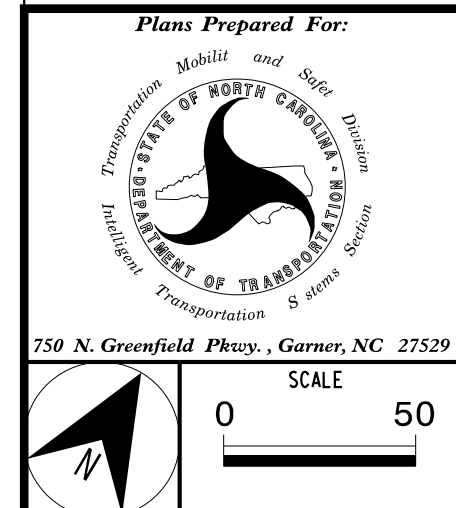 Plans Prepared For:
Transportation Mobilit and Safet Division
STATE OF NORTH CAROLINA
DEPARTMENT OF TRANSPORTATION
Intelligent Transportation S stems Section
750 N. Greenfield Pkwy. , Garner, NC 27529
N
SCALE
0 50